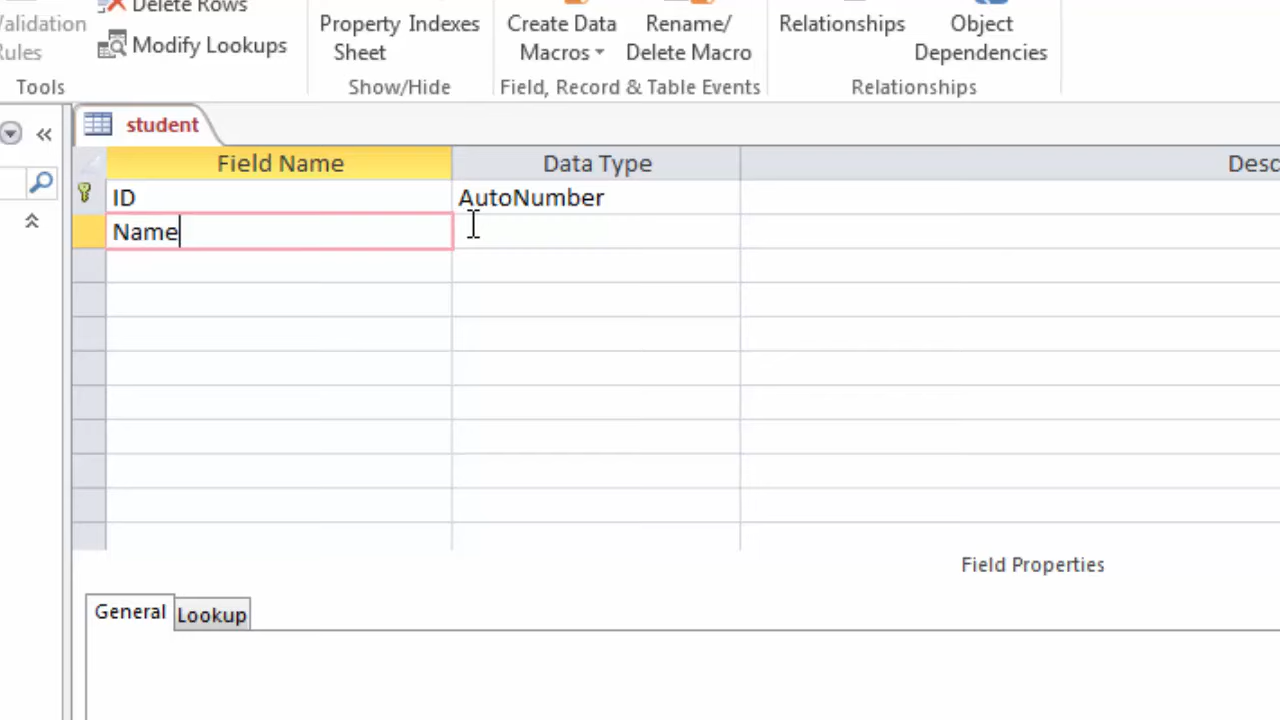 Delete Rows
Validation
Rules
Modify Lookups
Tools
Property
Sheet
Indexes
Show/Hide
Create Data
Macros
Rename/
Delete Macro
Field, Record & Table Events
Relationships
Object
Dependencies
Relationships
student
Field Name Data Type Desc
ID AutoNumber
Name
Field Properties
General Lookup